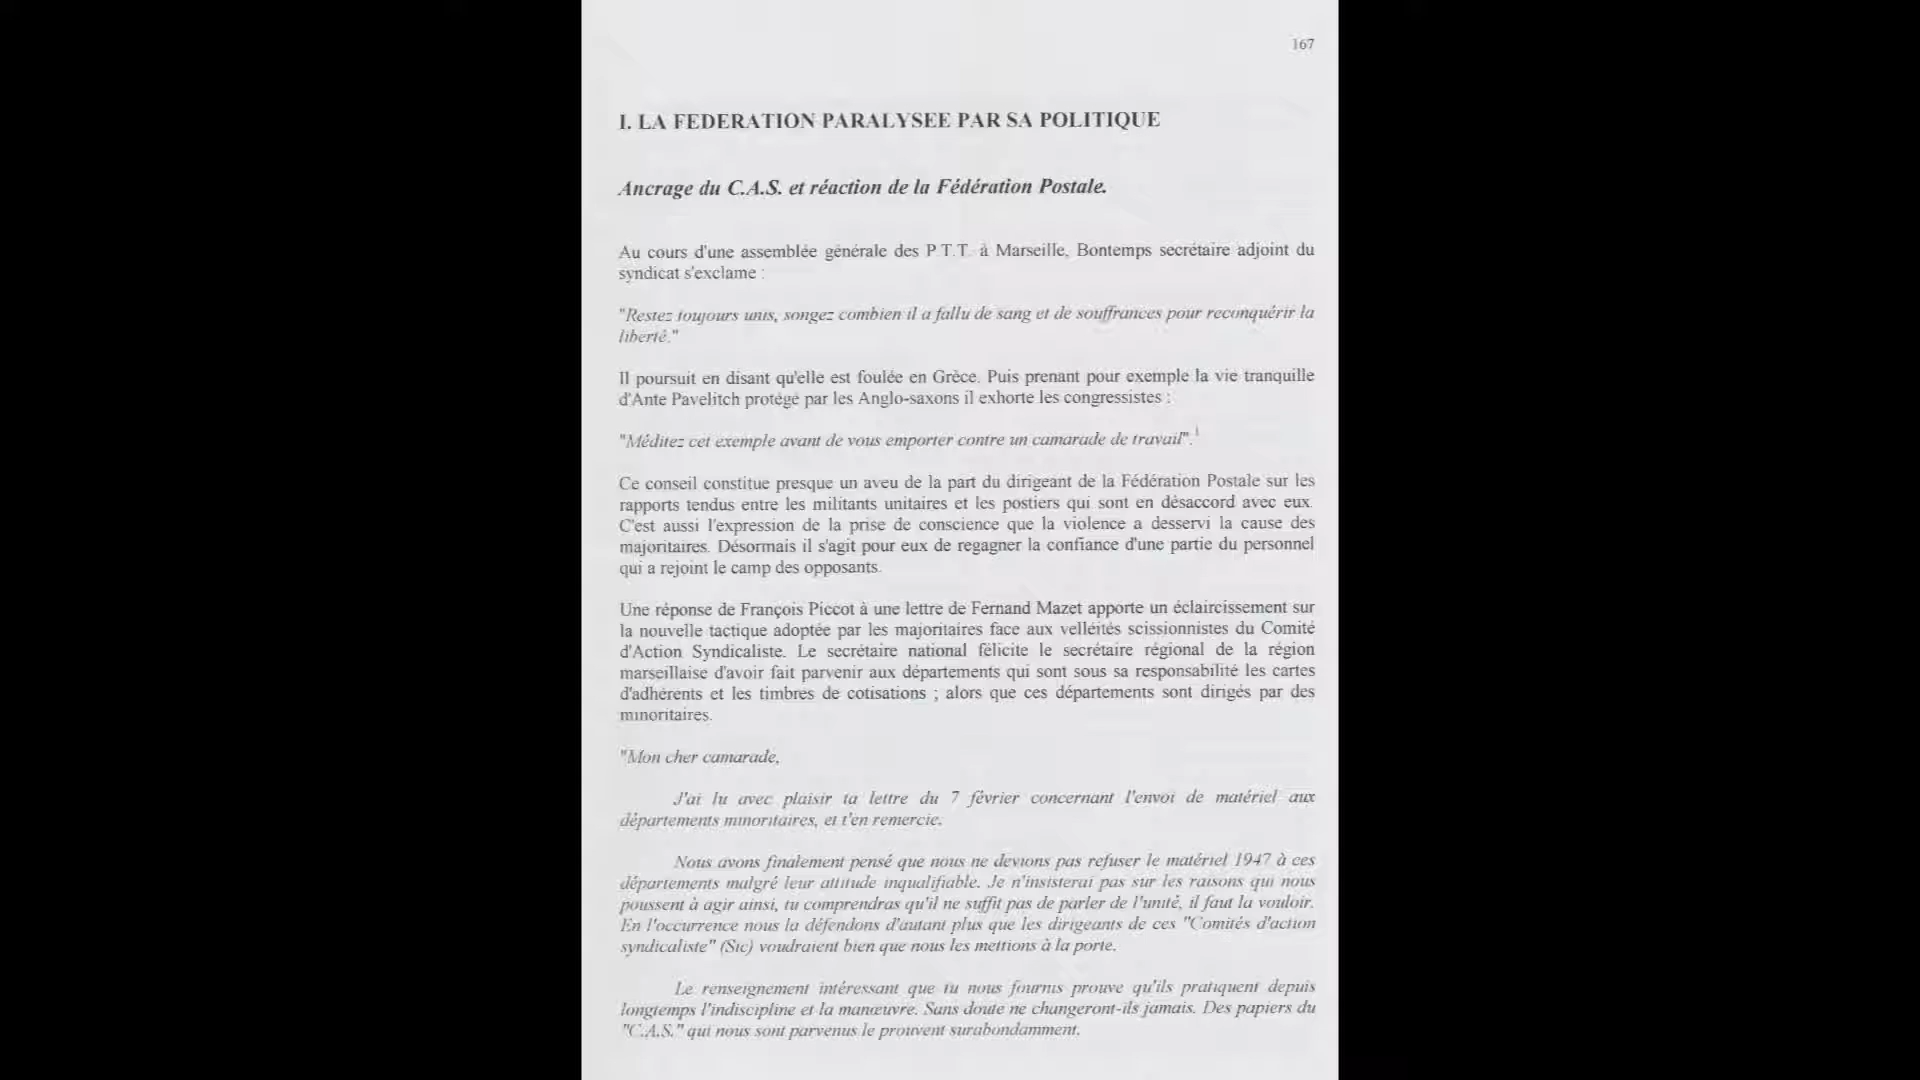 167
I. LA FEDERATION PARALYSEE PAR SA POLITIQUE
Ancrage du C.A.S. et réaction de la Fédération Postale.
Au cours d'une assemblée générale des P.T.T. à Marseille, Bontemps secrétaire adjoint du
syndicat s'exclame :
"Restez toujours unis, songez combien il a fallu de sang et de souffrances pour reconquérir la
liberté."
Il poursuit en disant qu'elle est foulée en Grèce. Puis prenant pour exemple la vie tranquille
d'Ante Pavelitch protégé par les Anglo-saxons il exhorte les congressistes :
"Méditez cet exemple avant de vous emporter contre un camarade de travail".1
Ce conseil constitue presque un aveu de la part du dirigeant de la Fédération Postale sur les
rapports tendus entre les militants unitaires et les postiers qui sont en désaccord avec eux.
C'est aussi l'expression de la prise de conscience que la violence a desservi la cause des
majoritaires. Désormais il s'agit pour eux de regagner la confiance d'une partie du personnel
qui a rejoint le camp des opposants.
Une réponse de François Piccot à une lettre de Fernand Mazet apporte un éclaircissement sur
la nouvelle tactique adoptée par les majoritaires face aux velléités scissionnistes du Comité
d'Action Syndicaliste. Le secrétaire national félicite le secrétaire régional de la région
marseillaise d'avoir fait parvenir aux départements qui sont sous sa responsabilité les cartes
d'adhérents et les timbres de cotisations ; alors que ces départements sont dirigés par des
minoritaires.
"Mon cher camarade,
J'ai lu avec plaisir ta lettre du 7 février concernant l'envoi de matériel aux
départements minoritaires, et t'en remercie.
Nous avons finalement pensé que nous ne devions pas refuser le matériel 1947 à ces
départements malgré leur attitude inqualifiable. Je n'insisterai pas sur les raisons qui nous
poussent à agir ainsi, tu comprendras qu'il ne suffit pas de parler de l'unité, il faut la vouloir.
En l'occurrence nous la défendons d'autant plus que les dirigeants de ces "Comités d'action
syndicaliste" (Sic) voudraient bien que nous les mettions à la porte.
Le renseignement intéressant que tu nous fournis prouve qu'ils pratiquent depuis
longtemps l'indiscipline et la manœuvre. Sans doute ne changeront-ils jamais. Des papiers du
"C.A.S." qui nous sont parvenus le prouvent surabondamment.